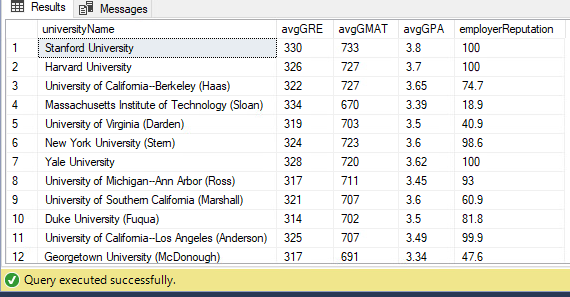 Results Messages
universityName avgGRE avgGMAT avgGPA employerReputation
1 Stanford University 330 733 3.8 100
2 Harvard University 326 727 3.7 100
3 University of California--Berkeley (Haas) 322 727 3.65 74.7
4 Massachusetts Institute of Technology (Sloan) 334 670 3.39 18.9
5 University of Virginia (Darden) 319 703 3.5 40.9
6 New York University (Stern) 324 723 3.6 98.6
7 Yale University 328 720 3.62 100
8 University of Michigan--Ann Arbor (Ross) 317 711 3.45 93
9 University of Southern California (Marshall) 321 707 3.6 60.9
10 Duke University (Fuqua) 314 702 3.5 81.8
11 University of California--Los Angeles (Anderson) 325 707 3.49 99.9
12 Georgetown University (McDonough) 317 691 3.34 47.6
Query executed successfully.